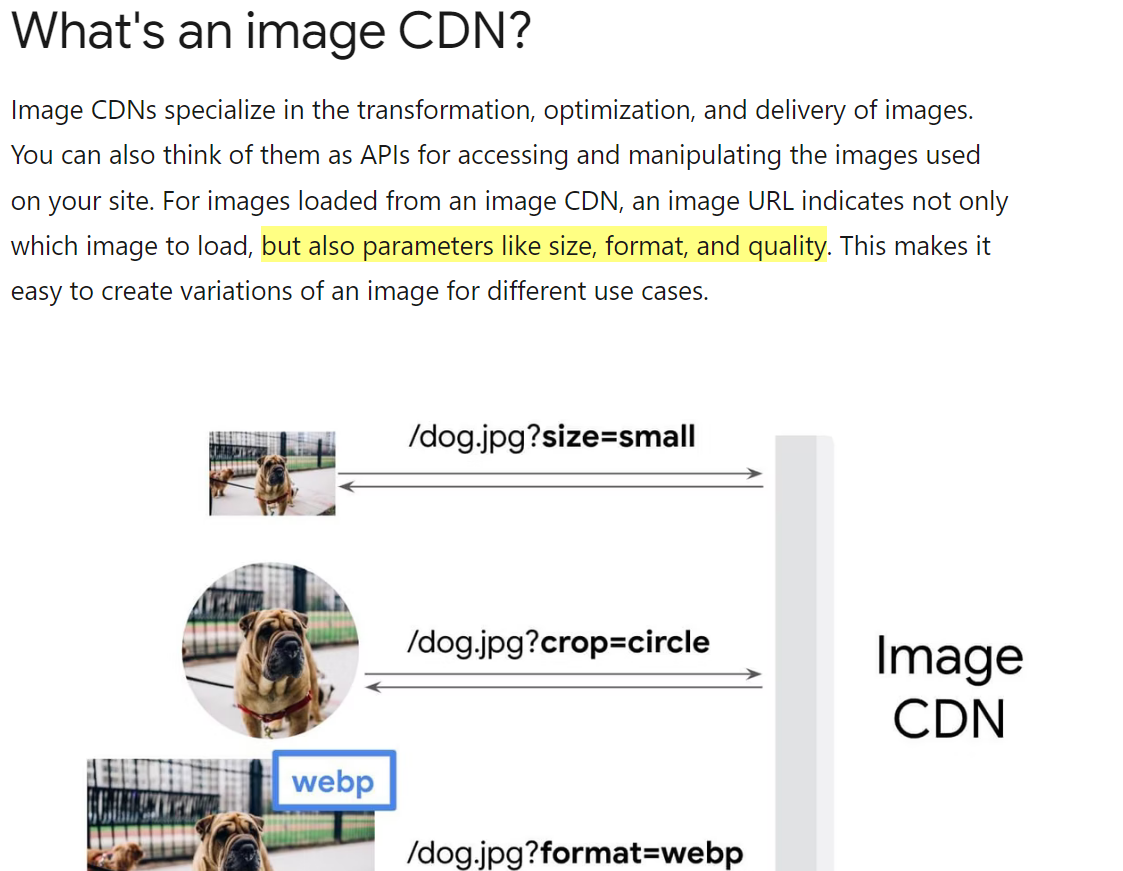 What's an image CDN?
Image CDNs specialize in the transformation, optimization, and delivery of images.
You can also think of them as APIs for accessing and manipulating the images used
on your site. For images loaded from an image CDN, an image URL indicates not only
which image to load, but also parameters like size, format, and quality. This makes it
easy to create variations of an image for different use cases.
/dog.jpg?size=small
/dog.jpg?crop=circle
Image
CDN
webp
/dog.jpg?format=webp